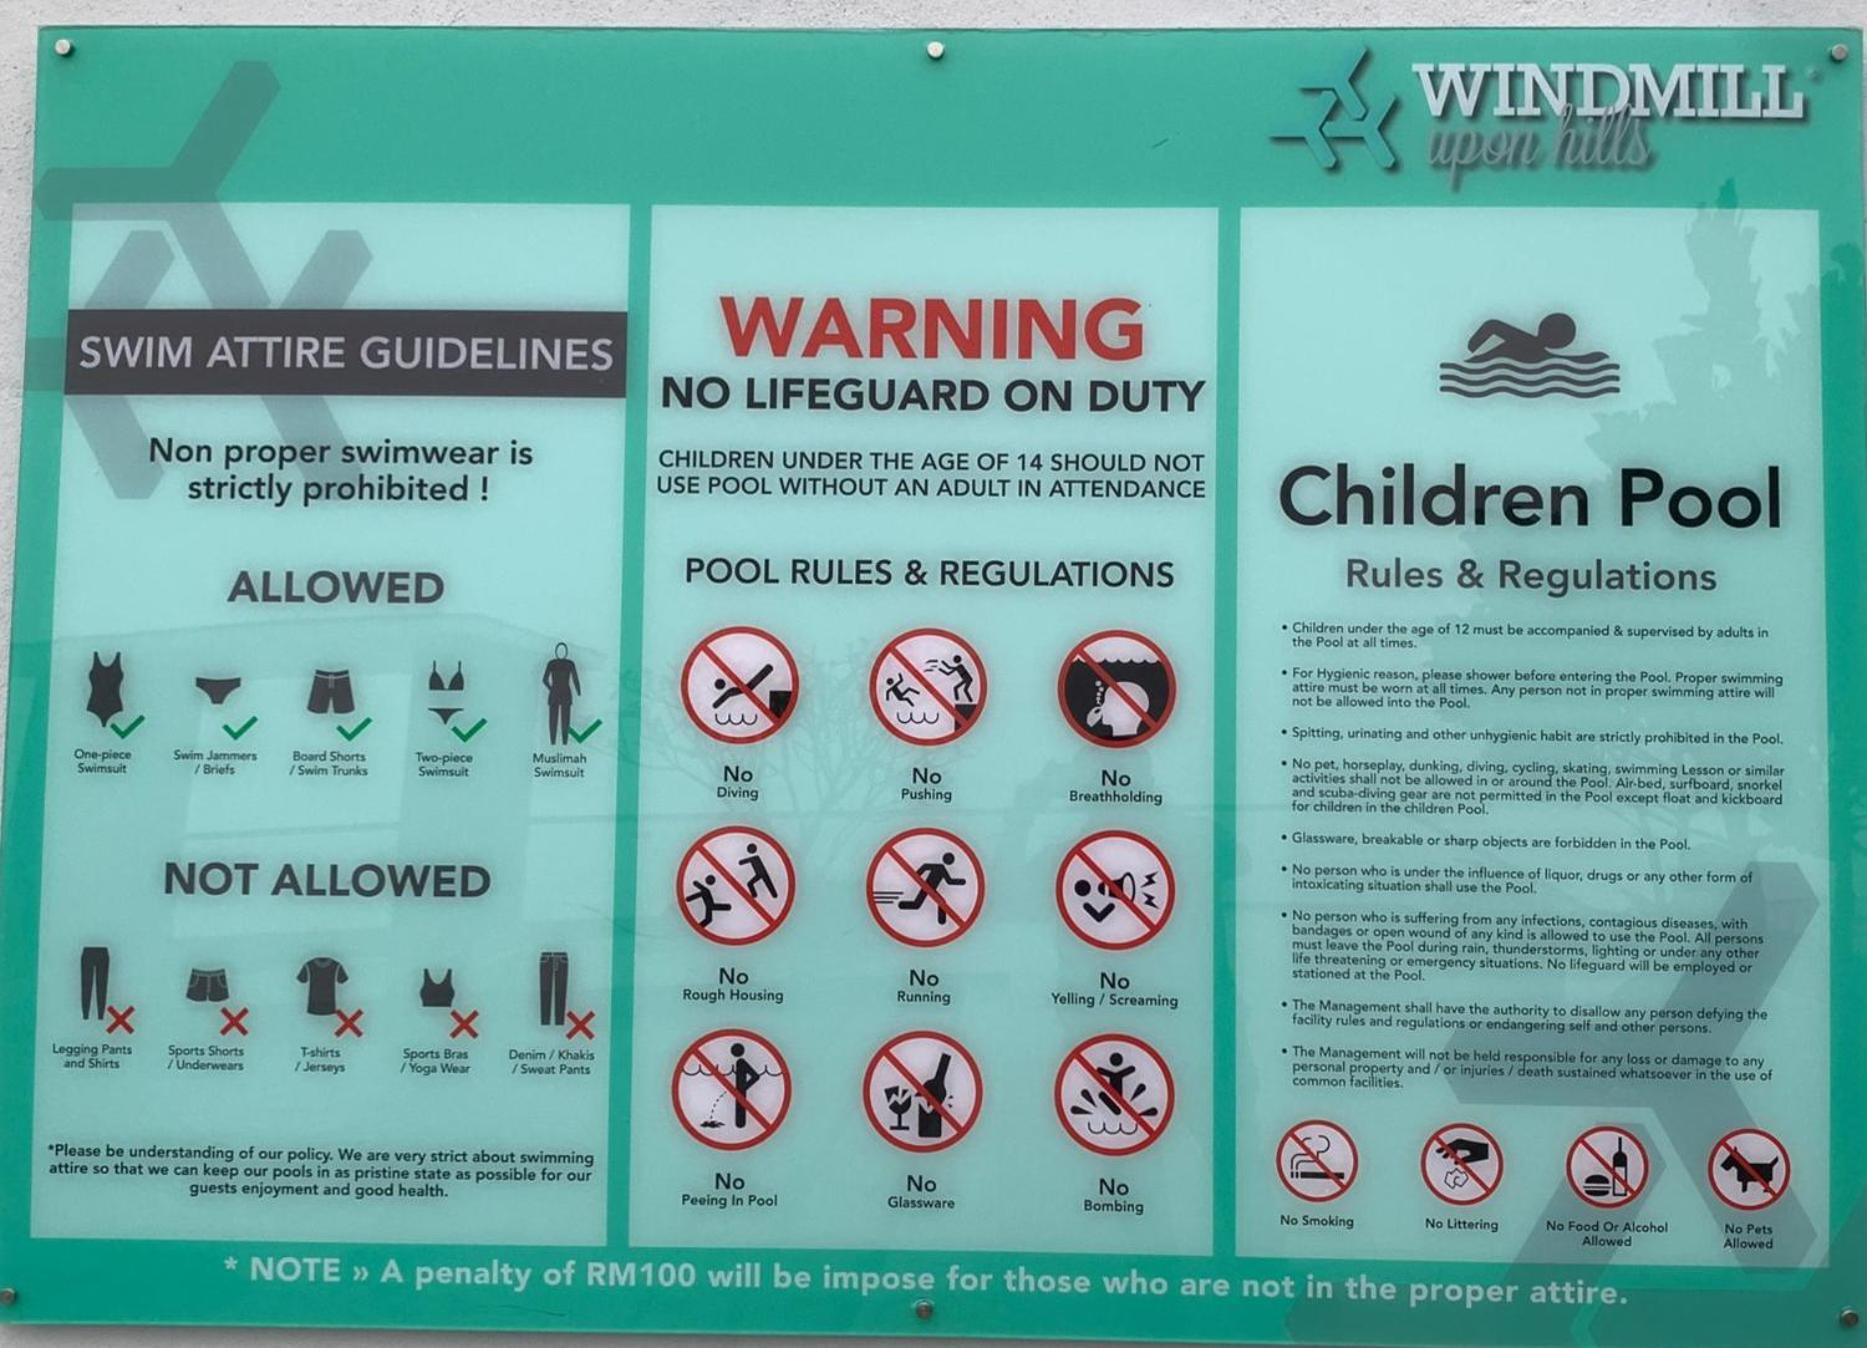 WINDMILL
upon hills
SWIM ATTIRE GUIDELINES
Non proper swimwear is
strictly prohibited !
ALLOWED
One-piece
Swimsuit
Swim Jammers
/ Briefs
Board Shorts
/ Swim Trunks
Two-piece
Swimsuit
Muslimah
Swimsuit
NOT ALLOWED
Legging Pants
and Shirts
Sports Shorts
/ Underwears
T-shirts
/ Jerseys
Sports Bras
/ Yoga Wear
Denim / Khakis
/ Sweat Pants
*Please be understanding of our policy. We are very strict about swimming
attire so that we can keep our pools in as pristine state as possible for our
guests enjoyment and good health.
WARNING
NO LIFEGUARD ON DUTY
CHILDREN UNDER THE AGE OF 14 SHOULD NOT
USE POOL WITHOUT AN ADULT IN ATTENDANCE
POOL RULES & REGULATIONS
No
Diving
No
Pushing
No
Breathholding
No
Rough Housing
No
Running
No
Yelling / Screaming
No
Peeing In Pool
No
Glassware
No
Bombing
Children Pool
Rules & Regulations
• Children under the age of 12 must be accompanied & supervised by adults in
the Pool at all times.
• For Hygienic reason, please shower before entering the Pool. Proper swimming
attire must be worn at all times. Any person not in proper swimming attire will
not be allowed into the Pool.
• Spitting, urinating and other unhygienic habit are strictly prohibited in the Pool.
• No pet, horseplay, dunking, diving, cycling, skating, swimming Lesson or similar
activities shall not be allowed in or around the Pool. Air-bed, surfboard, snorkel
and scuba-diving gear are not permitted in the Pool except float and kickboard
for children in the children Pool.
• Glassware, breakable or sharp objects are forbidden in the Pool.
• No person who is under the influence of liquor, drugs or any other form of
intoxicating situation shall use the Pool.
• No person who is suffering from any infections, contagious diseases, with
bandages or open wound of any kind is allowed to use the Pool. All persons
must leave the Pool during rain, thunderstorms, lighting or under any other
life threatening or emergency situations. No lifeguard will be employed or
stationed at the Pool.
• The Management shall have the authority to disallow any person defying the
facility rules and regulations or endangering self and other persons.
• The Management will not be held responsible for any loss or damage to any
personal property and / or injuries / death sustained whatsoever in the use of
common facilities.
No Smoking
No Littering
No Food Or Alcohol
Allowed
No Pets
Allowed
* NOTE » A penalty of RM100 will be impose for those who are not in the proper attire.